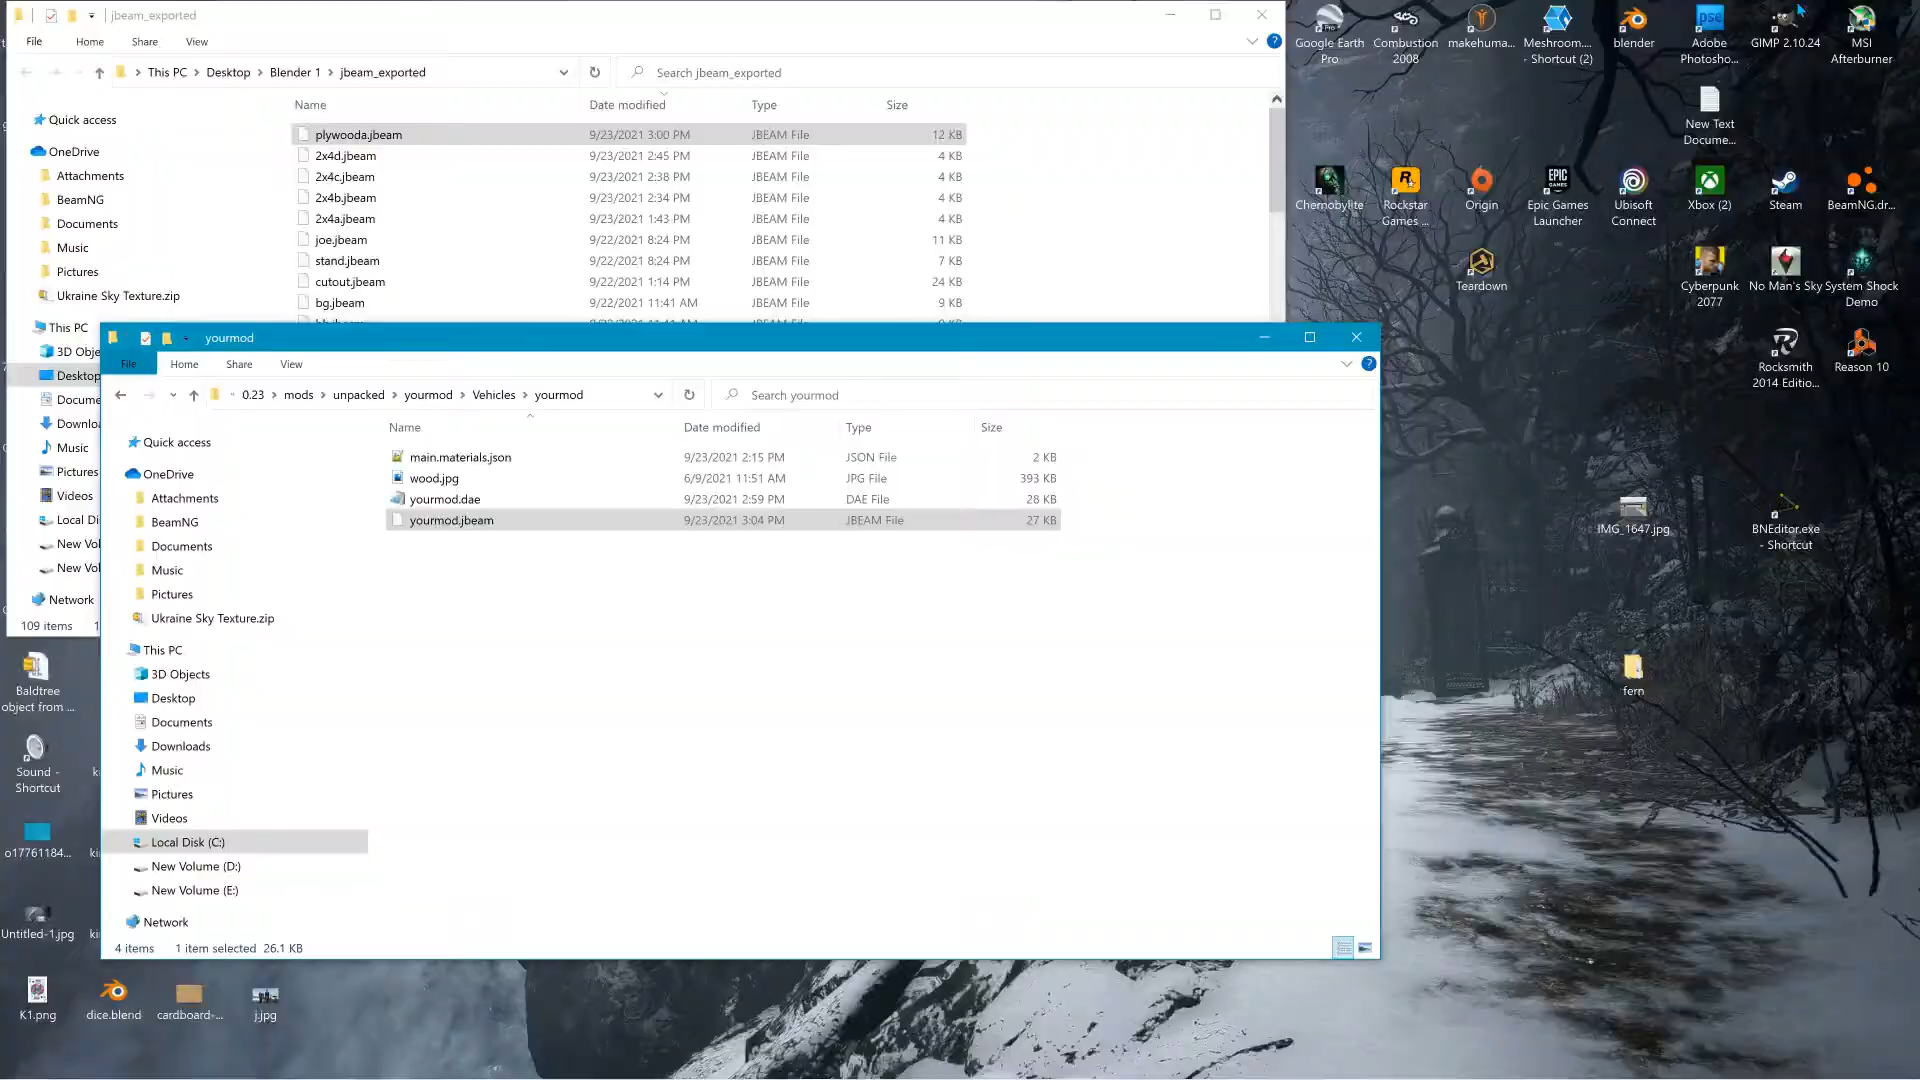 jbeam_exported
File Home Share View
This PC Desktop Blender 1 jbeam_exported
Search jbeam_exported
Name Date modified Type Size
plywooda.jbeam 9/23/2021 3:00 PM JBEAM File 12 KB
2x4d.jbeam 9/23/2021 2:45 PM JBEAM File 4 KB
2x4c.jbeam 9/23/2021 2:38 PM JBEAM File 4 KB
2x4b.jbeam 9/23/2021 2:34 PM JBEAM File 4 KB
2x4a.jbeam 9/23/2021 1:43 PM JBEAM File 4 KB
joe.jbeam 9/22/2021 8:24 PM JBEAM File 11 KB
stand.jbeam 9/22/2021 8:24 PM JBEAM File 7 KB
cutout.jbeam 9/22/2021 1:14 PM JBEAM File 24 KB
bg.jbeam 9/22/2021 11:41 AM JBEAM File 9 KB
Quick access
OneDrive
Attachments
BeamNG
Documents
Music
Pictures
Ukraine Sky Texture.zip
This PC
3D Obje
Desktop
Docume
Downloa
Music
Pictures
Videos
Local Di
New Vol
New Vol
Network
109 items
yourmod
File Home Share View
0.23 mods unpacked yourmod Vehicles yourmod
Search yourmod
Name Date modified Type Size
main.materials.json 9/23/2021 2:15 PM JSON File 2 KB
wood.jpg 6/9/2021 11:51 AM JPG File 393 KB
yourmod.dae 9/23/2021 2:59 PM DAE File 28 KB
yourmod.jbeam 9/23/2021 3:04 PM JBEAM File 27 KB
Quick access
OneDrive
Attachments
BeamNG
Documents
Music
Pictures
Ukraine Sky Texture.zip
This PC
3D Objects
Desktop
Documents
Downloads
Music
Pictures
Videos
Local Disk (C:)
New Volume (D:)
New Volume (E:)
Network
4 items 1 item selected 26.1 KB
Google Earth Pro
Combustion 2008
makehuma...
Meshroom.... - Shortcut (2)
blender
Adobe Photosho...
GIMP 2.10.24
MSI Afterburner
New Text Docume...
Chernobylite
Rockstar Games ...
Origin
Epic Games Launcher
Ubisoft Connect
Xbox (2)
Steam
BeamNG.dr...
Teardown
Cyberpunk 2077
No Man's Sky
System Shock Demo
Rocksmith 2014 Editio...
Reason 10
IMG_1647.jpg
BNEditor.exe - Shortcut
fern
Baldtree object from ...
Sound - Shortcut
o17761184...
Untitled-1.jpg
K1.png
dice.blend
cardboard-...
j.jpg